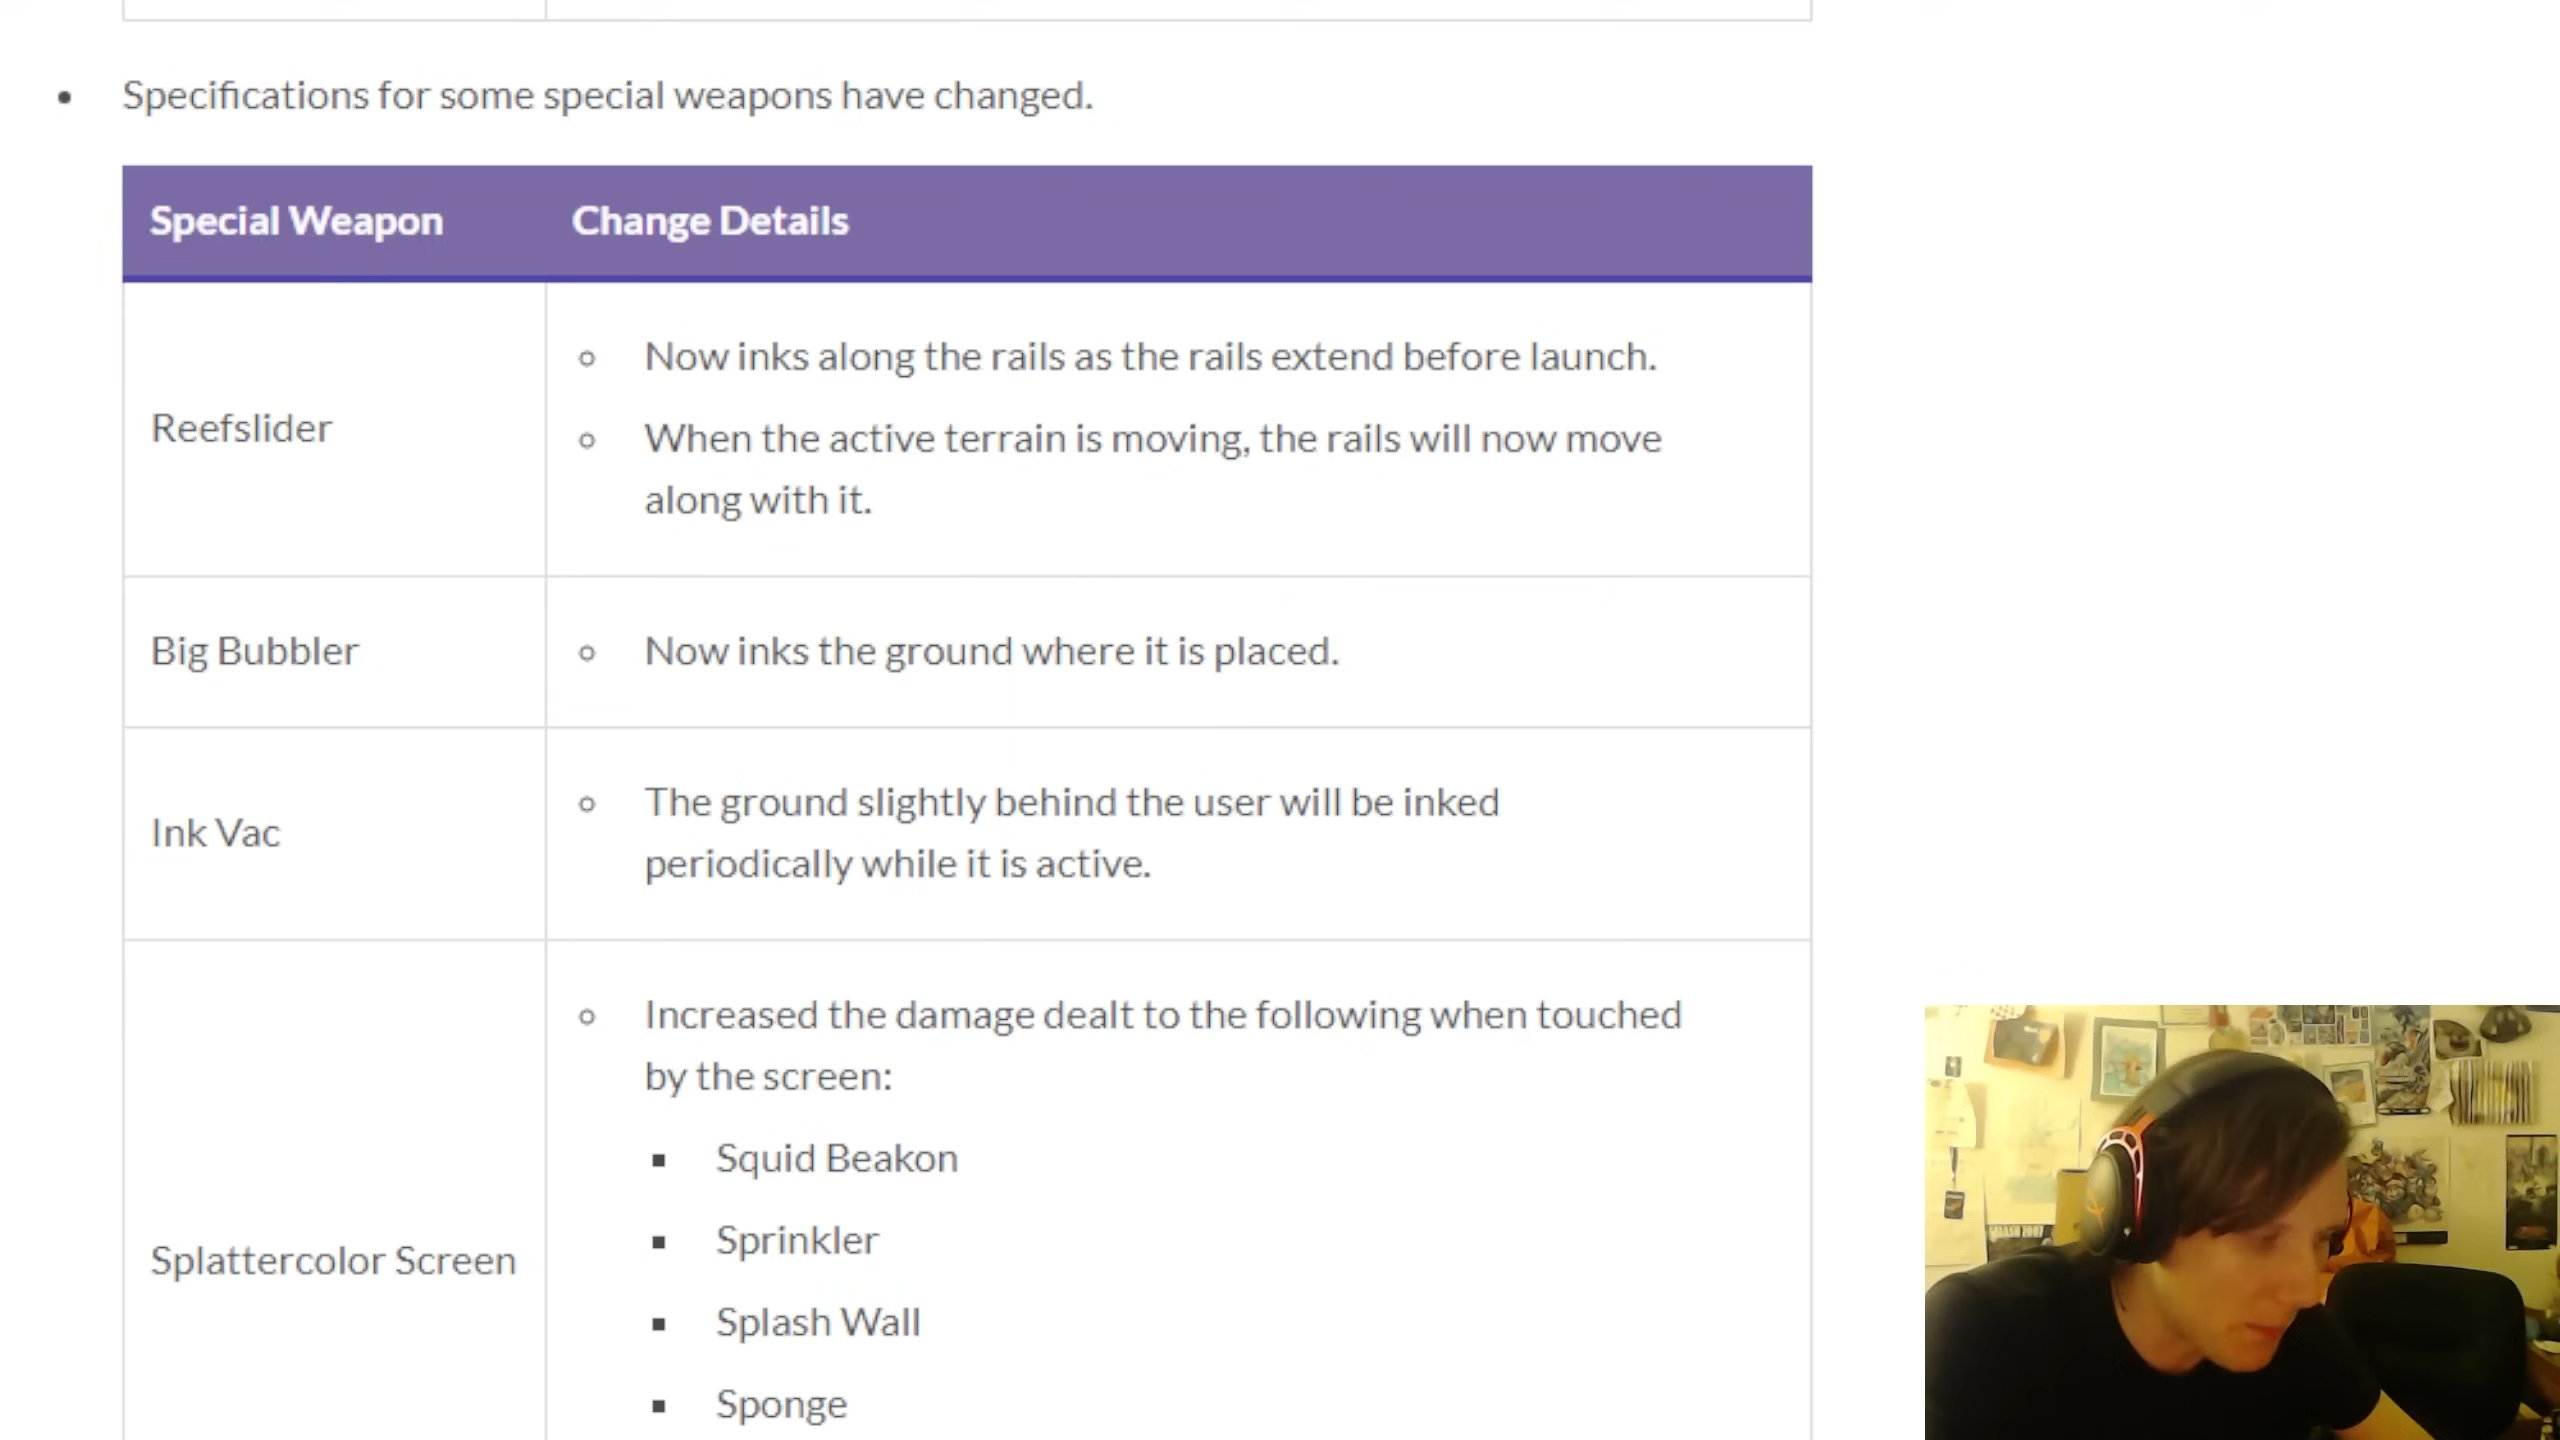 Specifications for some special weapons have changed.
Special Weapon
Change Details
Reefslider
Now inks along the rails as the rails extend before launch.
When the active terrain is moving, the rails will now move
along with it.
Big Bubbler
Now inks the ground where it is placed.
Ink Vac
The ground slightly behind the user will be inked
periodically while it is active.
Splattercolor Screen
Increased the damage dealt to the following when touched
by the screen:
Squid Beakon
Sprinkler
Splash Wall
Sponge